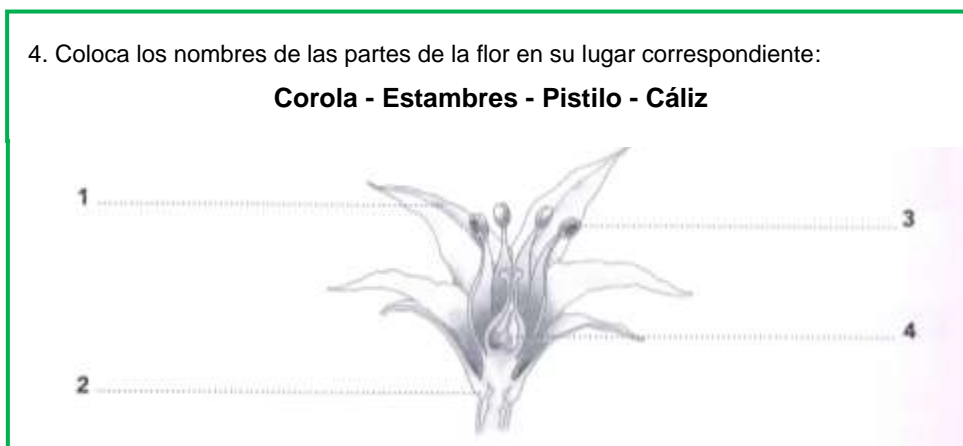 4. Coloca los nombres de las partes de la flor en su lugar correspondiente:
Corola - Estambres - Pistilo - Cáliz
1
3
4
2